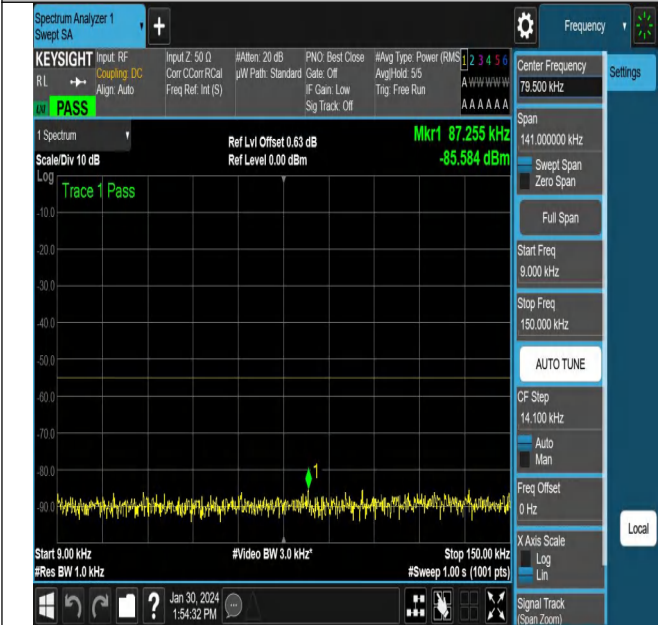 Spectrum Analyzer 1
Swept SA
+
Frequency
KEYSIGHT
RL
PASS
Input: RF
Coupling: DC
Align: Auto
Input Z: 50 Ω
Corr CCorr RCal
Freq Ref: Int (S)
#Atten: 20 dB
µW Path: Standard
PNO: Best Close
Gate: Off
IF Gain: Low
Sig Track: Off
#Avg Type: Power (RMS
Avg|Hold: 5/5
Trig: Free Run
1 2 3 4 5 6
A W W W W W
A A A A A A
1 Spectrum
Scale/Div 10 dB
Ref Lvl Offset 0.63 dB
Ref Level 0.00 dBm
Mkr1 87.255 kHz
-85.584 dBm
Log
Trace 1 Pass
-10.0
-20.0
-30.0
-40.0
-50.0
-60.0
-70.0
-80.0
-90.0
1
Start 9.00 kHz
#Res BW 1.0 kHz
#Video BW 3.0 kHz*
Stop 150.00 kHz
#Sweep 1.00 s (1001 pts)
Center Frequency
79.500 kHz
Settings
Span
141.000000 kHz
Swept Span
Zero Span
Full Span
Start Freq
9.000 kHz
Stop Freq
150.000 kHz
AUTO TUNE
CF Step
14.100 kHz
Auto
Man
Freq Offset
0 Hz
X Axis Scale
Log
Lin
Local
Signal Track
(Span Zoom)
?
Jan 30, 2024
1:54:32 PM